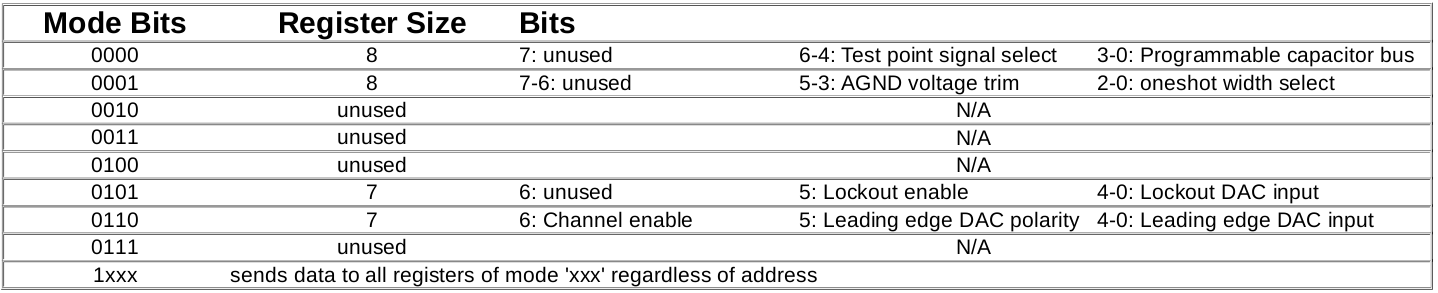 Mode Bits Register Size Bits
0000 8 7: unused 6-4: Test point signal select 3-0: Programmable capacitor bus
0001 8 7-6: unused 5-3: AGND voltage trim 2-0: oneshot width select
0010 unused N/A
0011 unused N/A
0100 unused N/A
0101 7 6: unused 5: Lockout enable 4-0: Lockout DAC input
0110 7 6: Channel enable 5: Leading edge DAC polarity 4-0: Leading edge DAC input
0111 unused N/A
1xxx sends data to all registers of mode 'xxx' regardless of address